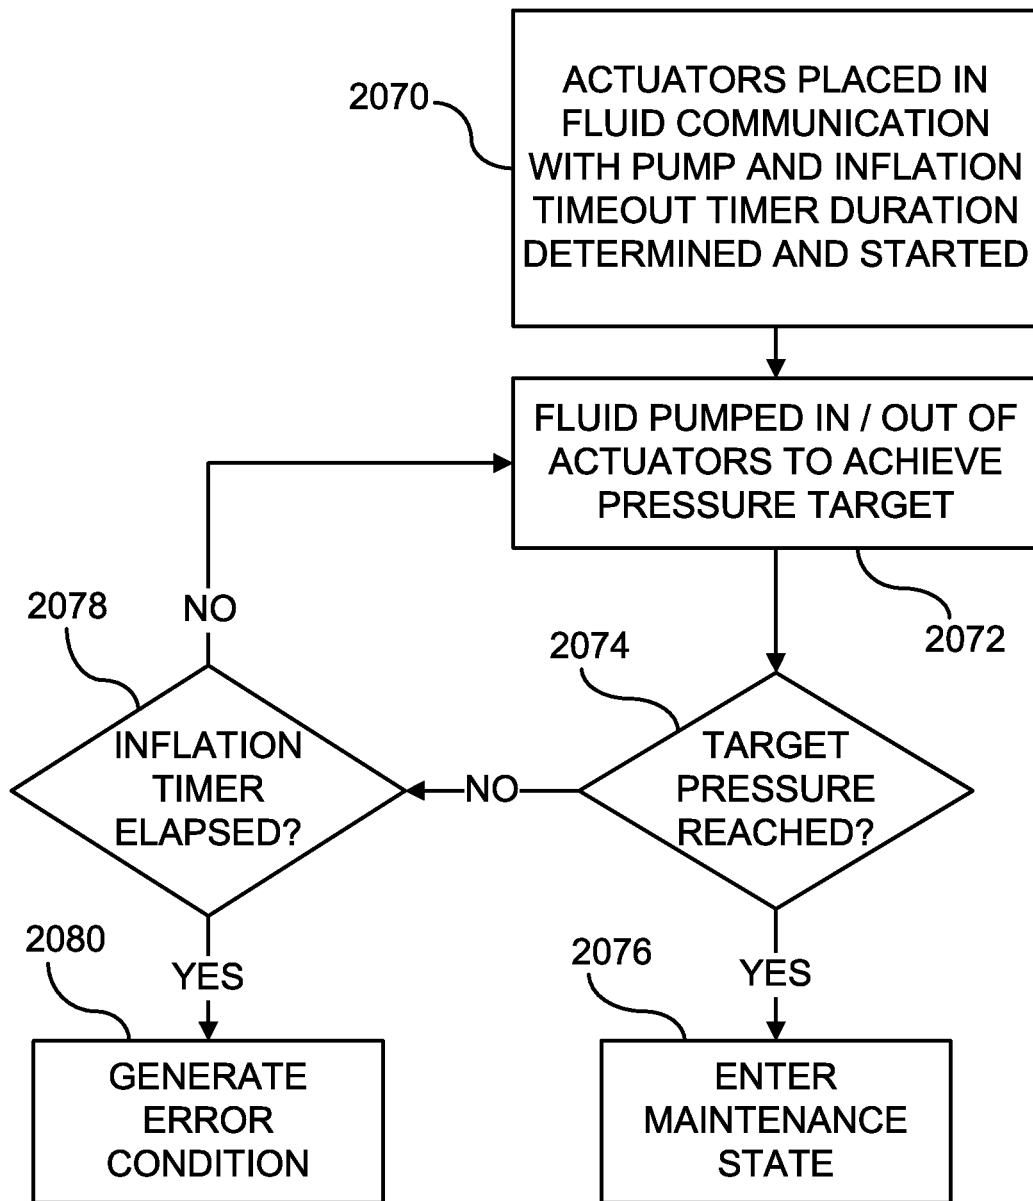 2070
ACTUATORS PLACED IN
FLUID COMMUNICATION
WITH PUMP AND INFLATION
TIMEOUT TIMER DURATION
DETERMINED AND STARTED
FLUID PUMPED IN / OUT OF
ACTUATORS TO ACHIEVE
PRESSURE TARGET
2072
2074
TARGET
PRESSURE
REACHED?
NO
2078
NO
INFLATION
TIMER
ELAPSED?
2080
YES
GENERATE
ERROR
CONDITION
2076
YES
ENTER
MAINTENANCE
STATE